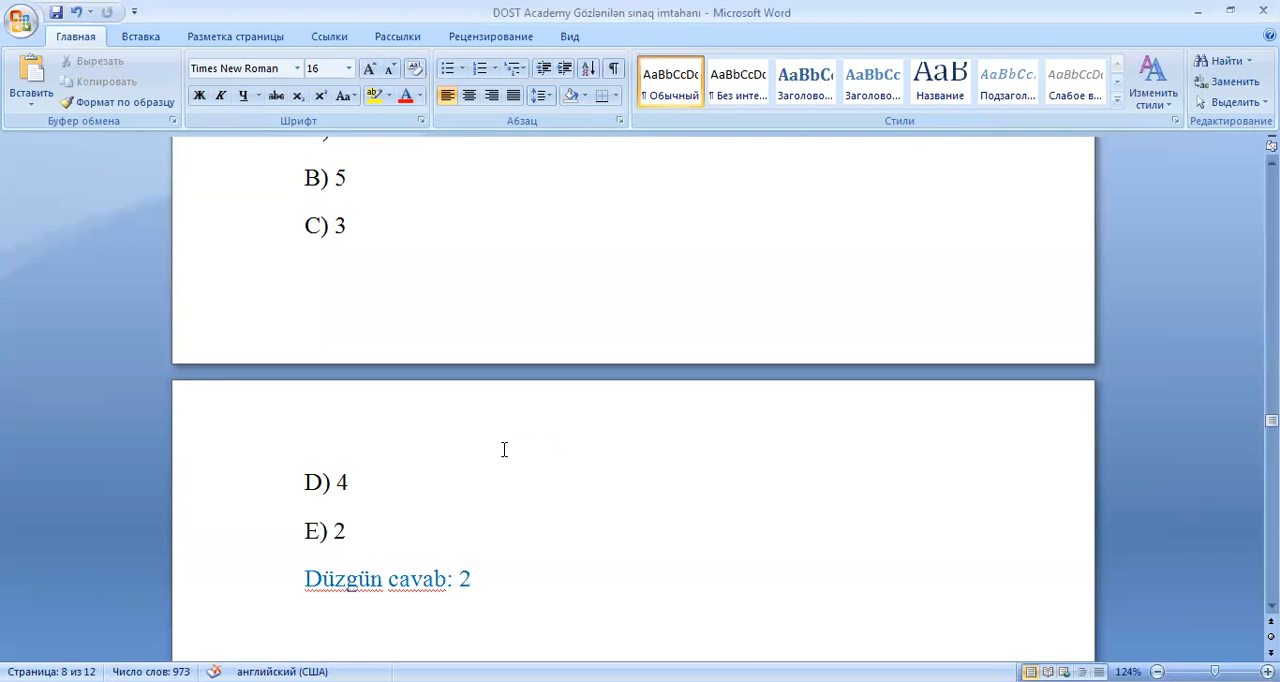 DOST Academy Gözlənilən sınaq imtahanı - Microsoft Word
Главная Вставка Разметка страницы Ссылки Рассылки Рецензирование Вид
Вставить
Вырезать
Копировать
Формат по образцу
Буфер обмена
Times New Roman 16
Шрифт
Абзац
AaBbCcDc AaBbCcDc AaBbC AaBbCc AaB AaBbCc. AaBbCcDc
¶ Обычный ¶ Без инте... Заголово... Заголово... Название Подзагол... Слабое в...
Стили
Изменить стили
Найти
Заменить
Выделить
Редактирование
B) 5
C) 3
D) 4
E) 2
Düzgün cavab: 2
Страница: 8 из 12 Число слов: 973 английский (США) 124%